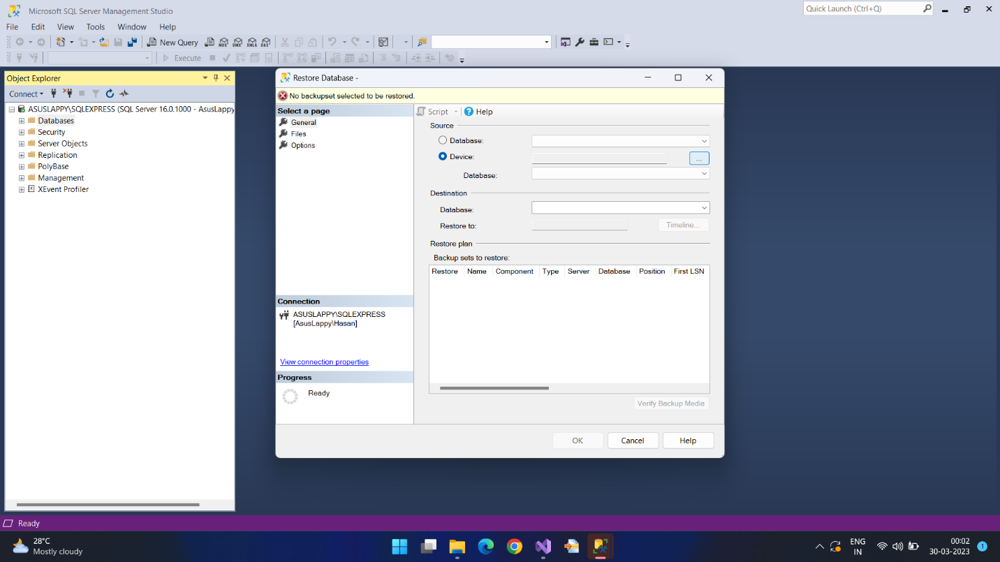 Microsoft SQL Server Management Studio
Quick Launch (Ctrl+Q)
File Edit View Tools Window Help
New Query
MDX DMX XMLA DAX
Execute
Object Explorer
Connect
ASUSLAPPY\SQLEXPRESS (SQL Server 16.0.1000 - AsusLappy
Databases
Security
Server Objects
Replication
PolyBase
Management
XEvent Profiler
Restore Database -
No backupset selected to be restored.
Select a page
General
Files
Options
Connection
ASUSLAPPY\SQLEXPRESS
[AsusLappy\Hasan]
View connection properties
Progress
Ready
Script Help
Source
Database:
Device:
...
Database:
Destination
Database:
Restore to:
Timeline...
Restore plan
Backup sets to restore:
Restore Name Component Type Server Database Position First LSN
Verify Backup Media
OK Cancel Help
Ready
28°C
Mostly cloudy
ENG
IN
00:02
30-03-2023
1